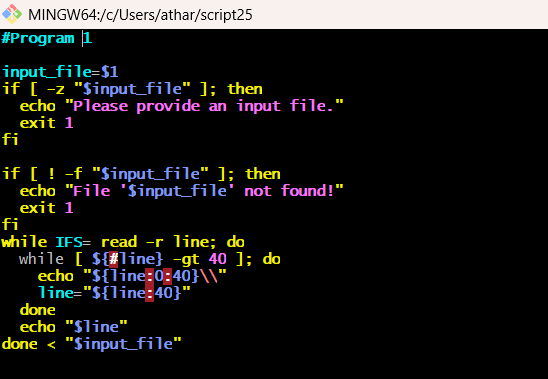 MINGW64:/c/Users/athar/script25
#Program 1

input_file=$1
if [ -z "$input_file" ]; then
  echo "Please provide an input file."
  exit 1
fi

if [ ! -f "$input_file" ]; then
  echo "File '$input_file' not found!"
  exit 1
fi
while IFS= read -r line; do
  while [ ${#line} -gt 40 ]; do
    echo "${line:0:40}\\"
    line="${line:40}"
  done
  echo "$line"
done < "$input_file"